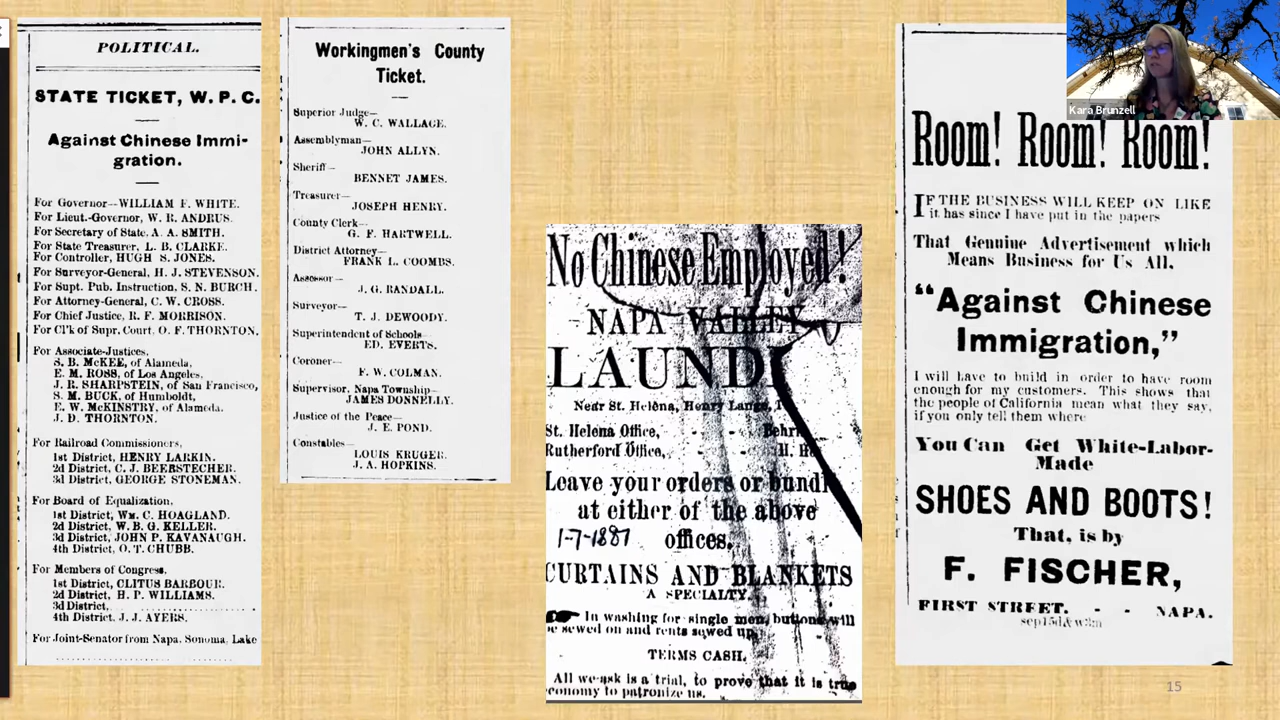 POLITICAL.
STATE TICKET, W. P. C.
Against Chinese Immi-
gration.
For Governor—WILLIAM F. WHITE.
For Lieut.-Governor, W. R. ANDRUS.
For Secretary of State, A. A. SMITH.
For State Treasurer, L. B. CLARKE.
For Controller, HUGH S. JONES.
For Surveyor-General, H. J. STEVENSON.
For Supt. Pub. Instruction, S. N. BURCH.
For Attorney-General, C. W. CROSS.
For Chief Justice, R. F. MORRISON.
For Cl'k of Supr. Court, O. F. THORNTON.
For Associate-Justices,
S. B. McKEE, of Alameda,
E. M. ROSS, of Los Angeles,
J. R. SHARPSTEIN, of San Francisco,
S. M. BUCK, of Humboldt,
E. W. McKINSTRY, of Alameda.
J. D. THORNTON.
For Railroad Commissioners,
1st District, HENRY LARKIN.
2d District, C. J. BEERSTECHER.
3d District, GEORGE STONEMAN.
For Board of Equalization,
1st District, WM. C. HOAGLAND.
2d District, W. B. G. KELLER.
3d District, JOHN P. KAVANAUGH.
4th District, O. T. CHUBB.
For Members of Congress,
1st District, CLITUS BARBOUR.
2d District, H. P. WILLIAMS.
3d District,
4th District, J. J. AYERS.
For Joint-Senator from Napa, Sonoma, Lake
Workingmen's County
Ticket.
Superior Judge—
W. C. WALLACE.
Assemblyman—
JOHN ALLYN.
Sheriff—
BENNET JAMES.
Treasurer—
JOSEPH HENRY.
County Clerk—
G. F. HARTWELL.
District Attorney—
FRANK L. COOMBS.
Assessor—
J. G. RANDALL.
Surveyor—
T. J. DEWOODY.
Superintendent of Schools—
ED. EVERTS.
Coroner—
F. W. COLMAN.
Supervisor, Napa Township—
JAMES DONNELLY.
Justice of the Peace—
J. E. POND.
Constables—
LOUIS KRUGER.
J. A. HOPKINS.
No Chinese Employed!
NAPA VALLEY
LAUND
Near St. Helena, Henry Lange,
St. Helena Office, - - Behr
Rutherford Office, - - H.
Leave your orders or bundl
at either of the above
1-7-1887 offices.
CURTAINS AND BLANKETS
A SPECIALTY.
In washing for single men, buttons will
be sewed on and rents sewed up.
TERMS CASH.
All we ask is a trial, to prove that it is true
economy to patronize us.
Room! Room! Room!
IF THE BUSINESS WILL KEEP ON LIKE
it has since I have put in the papers
That Genuine Advertisement which
Means Business for Us All,
"Against Chinese
Immigration,"
I will have to build in order to have room
enough for my customers. This shows that
the people of California mean what they say,
if you only tell them where
You Can Get White-Labor-
Made
SHOES AND BOOTS!
That, is by
F. FISCHER,
FIRST STREET. - - NAPA.
Kara Brunzell
15